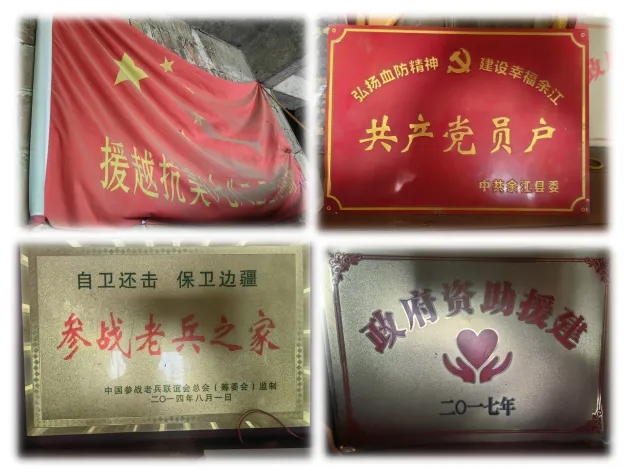 援越抗美
弘扬血防精神 建设幸福余江
共产党员户
中共余江县委
自卫还击 保卫边疆
参战老兵之家
中国参战老兵联谊会总会（筹委会）监制
二〇一四年八月一日
政府资助援建
二〇一七年